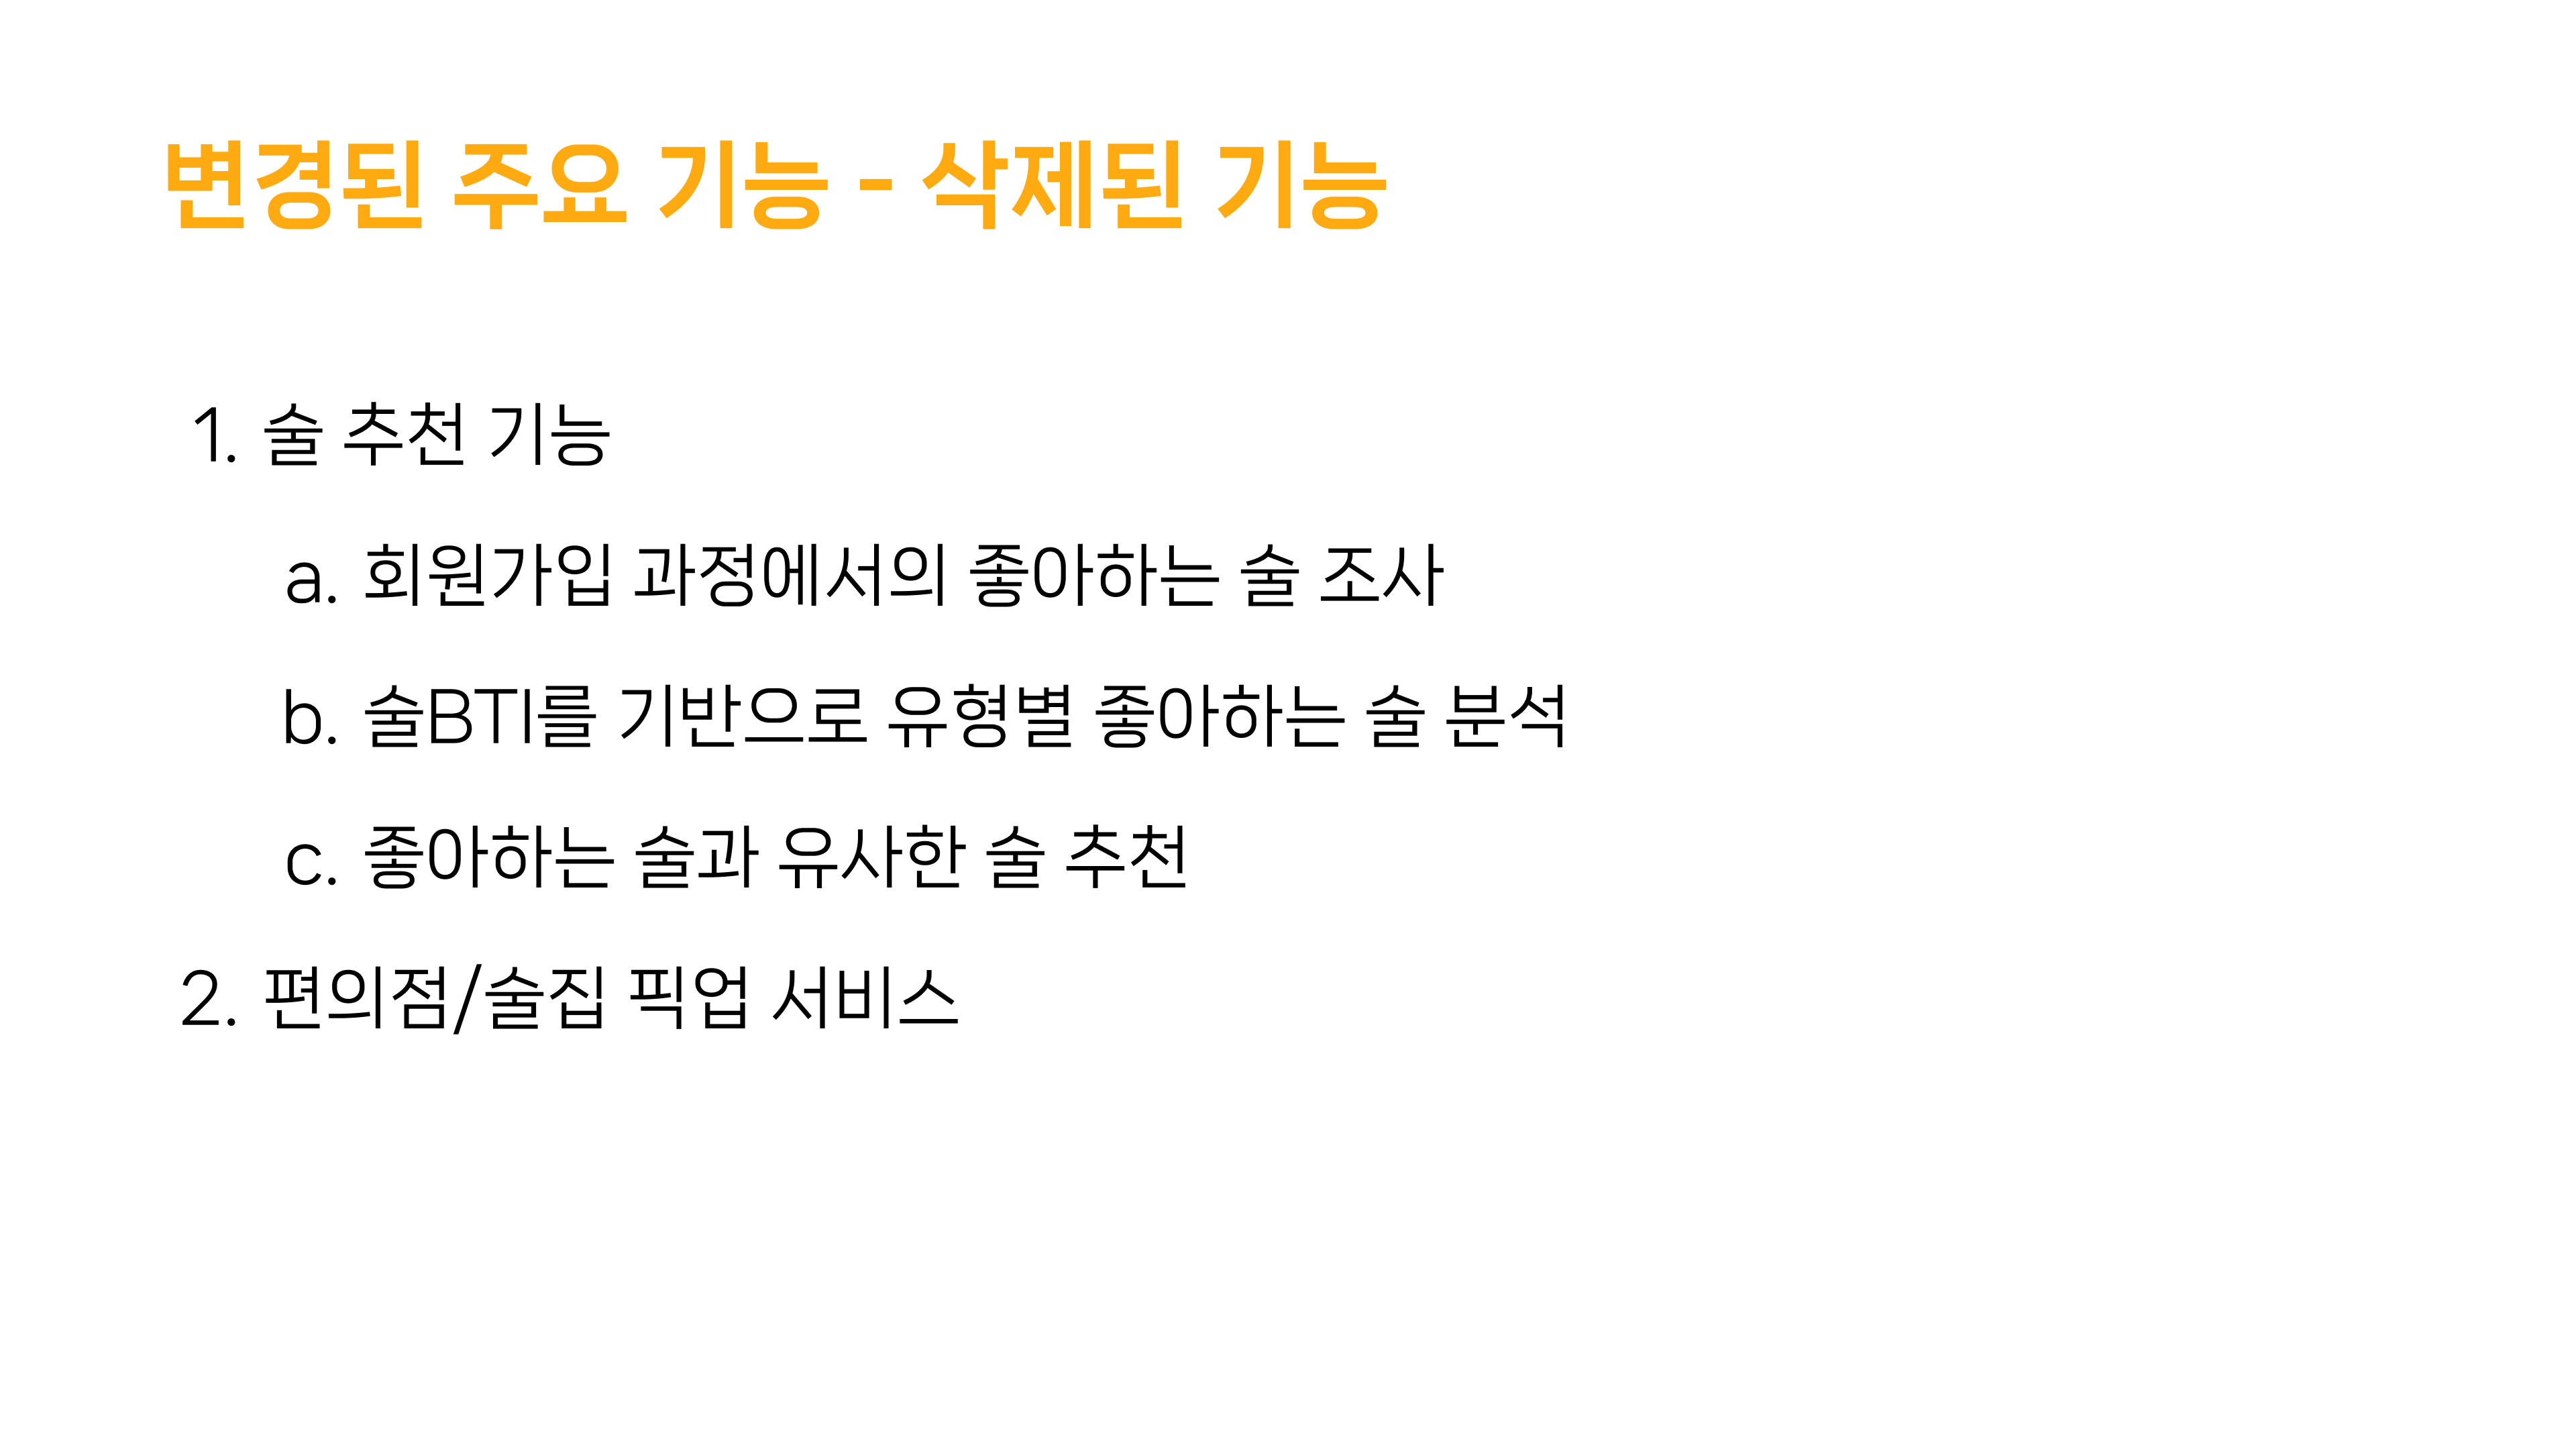 변경된 주요 기능 - 삭제된 기능
1. 술 추천 기능
a. 회원가입 과정에서의 좋아하는 술 조사
b. 술BTI를 기반으로 유형별 좋아하는 술 분석
c. 좋아하는 술과 유사한 술 추천
2. 편의점/술집 픽업 서비스